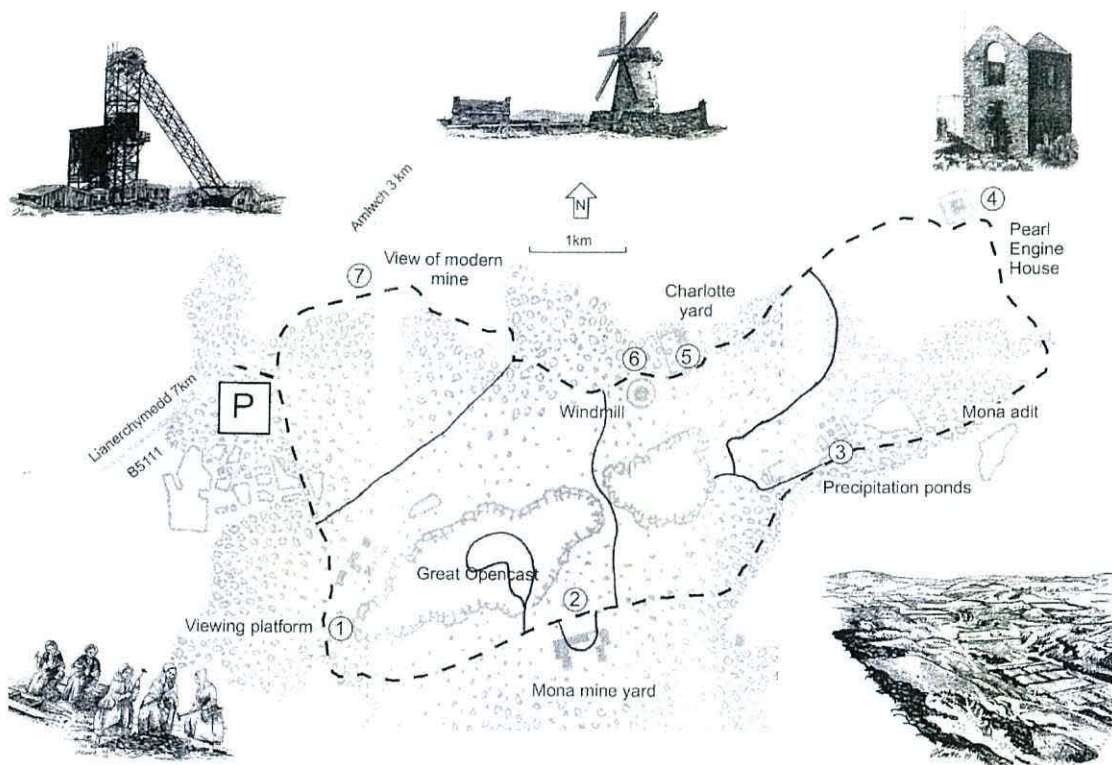 N
1km
Amlwch 3 km
④
Pearl
Engine
House
⑦
View of modern
mine
Charlotte
yard
⑥
⑤
P
Windmill
Llanerchymedd 7km
B5111
Mona adit
③
Precipitation ponds
Great Opencast
②
Viewing platform
①
Mona mine yard